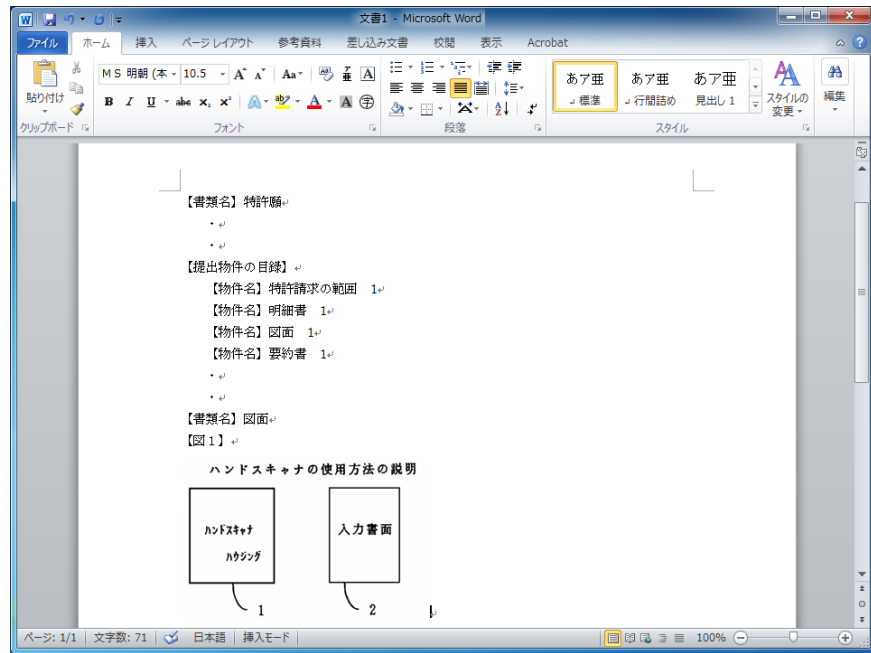 文書1 - Microsoft Word
ファイル ホーム 挿入 ページ レイアウト 参考資料 差し込み文書 校閲 表示 Acrobat
貼り付け
ＭＳ 明朝 (本 10.5
B I U abc x₂ x²
あア亜 あア亜 あア亜
標準 行間詰め 見出し 1
スタイルの変更
編集
クリップボード フォント 段落 スタイル
【書類名】特許願
・
・
【提出物件の目録】
【物件名】特許請求の範囲 1
【物件名】明細書 1
【物件名】図面 1
【物件名】要約書 1
・
・
【書類名】図面
【図１】
ハンドスキャナの使用方法の説明
ハンドスキャナ
ハウジング
入力書面
1 2
ページ: 1/1 文字数: 71 日本語 挿入モード 100%